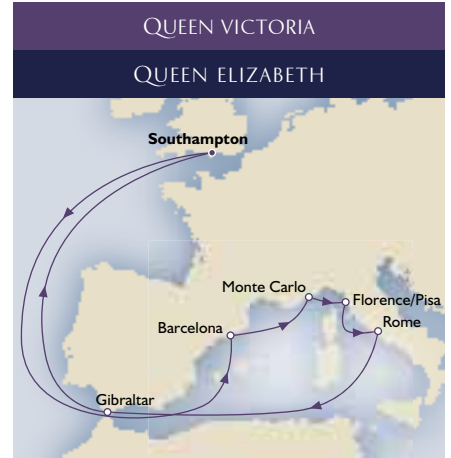 QUEEN VICTORIA
QUEEN ELIZABETH
Southampton
Monte Carlo
Florence/Pisa
Rome
Barcelona
Gibraltar